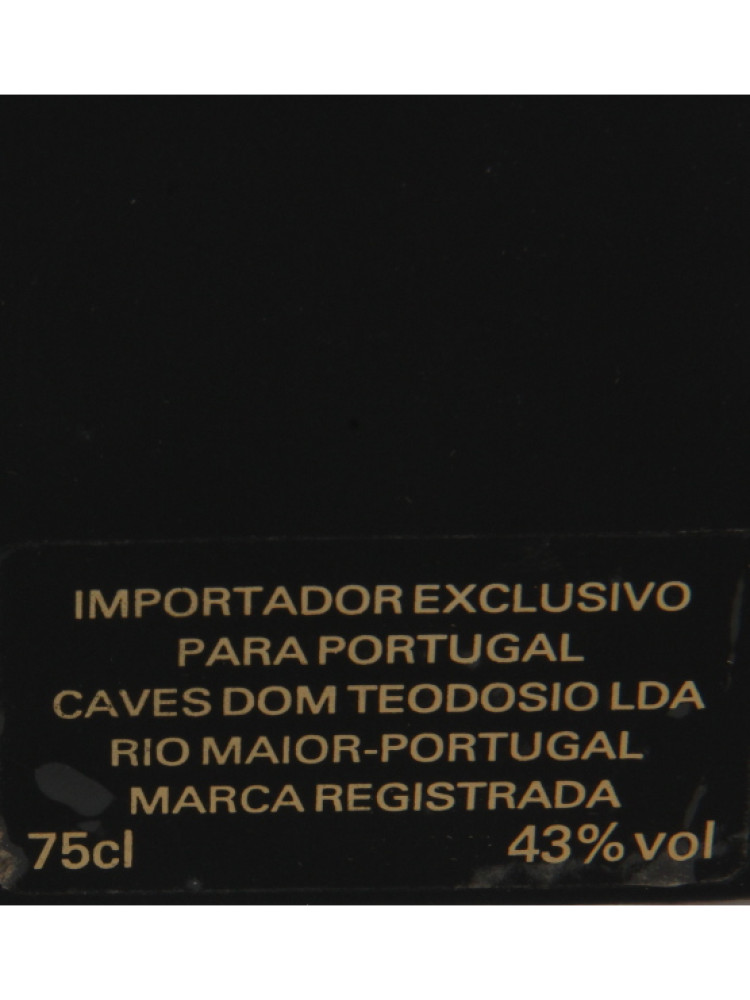 IMPORTADOR EXCLUSIVO
PARA PORTUGAL
CAVES DOM TEODOSIO LDA
RIO MAIOR-PORTUGAL
MARCA REGISTRADA
75cl 43% vol